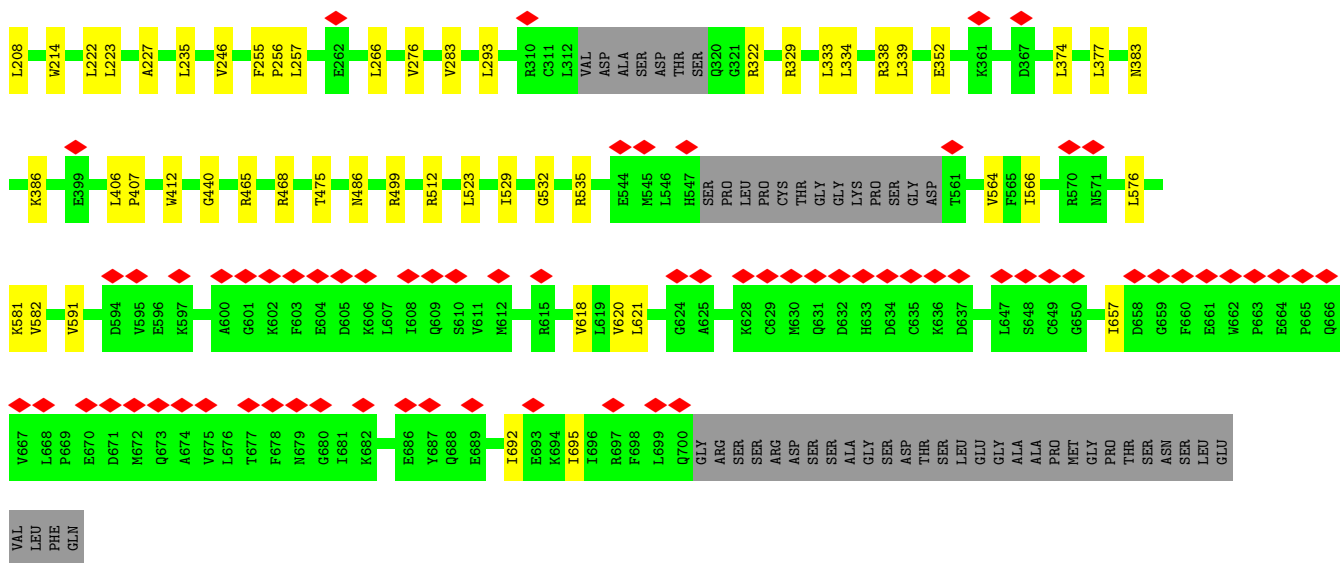 L208 W214 L222 L223 A227 L235 V246 F255 P256 L257 E262 L266 V276 V283 L293 R310 C311 L312 VAL ASP ALA SER ASP THR SER Q320 G321 R322 R329 L333 L334 R338 L339 E352 K361 D367 L374 L377 N383
K386 E399 L406 P407 W412 G440 R465 R468 T475 N486 R499 R512 L523 I529 G532 R535 E544 M545 L546 H547 SER PRO LEU PRO CYS THR GLY GLY LYS PRO SER GLY ASP T561 V564 F565 I566 R570 N571 L576
K581 V582 V591 D594 V595 E596 K597 A600 G601 K602 F603 E604 D605 K606 L607 I608 Q609 S610 V611 M612 R615 V618 L619 V620 L621 G624 A625 K628 C629 M630 Q631 D632 H633 D634 C635 K636 D637 L647 S648 C649 G650 I657 D658 G659 F660 E661 W662 P663 E664 P665 Q666
V667 L668 P669 E670 D671 M672 Q673 A674 V675 L676 T677 F678 N679 G680 I681 K682 E686 Y687 Q688 E689 I692 E693 K694 I695 I696 R697 F698 L699 Q700 GLY ARG SER SER ARG ASP SER SER ALA GLY SER ASP THR SER LEU GLU GLY ALA ALA PRO MET GLY PRO THR SER ASN SER LEU GLU
VAL LEU PHE GLN